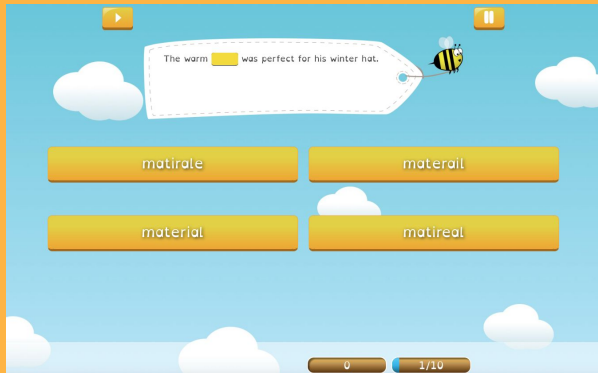 The warm was perfect for his winter hat.
matirale
materail
material
matireal
0
1/10